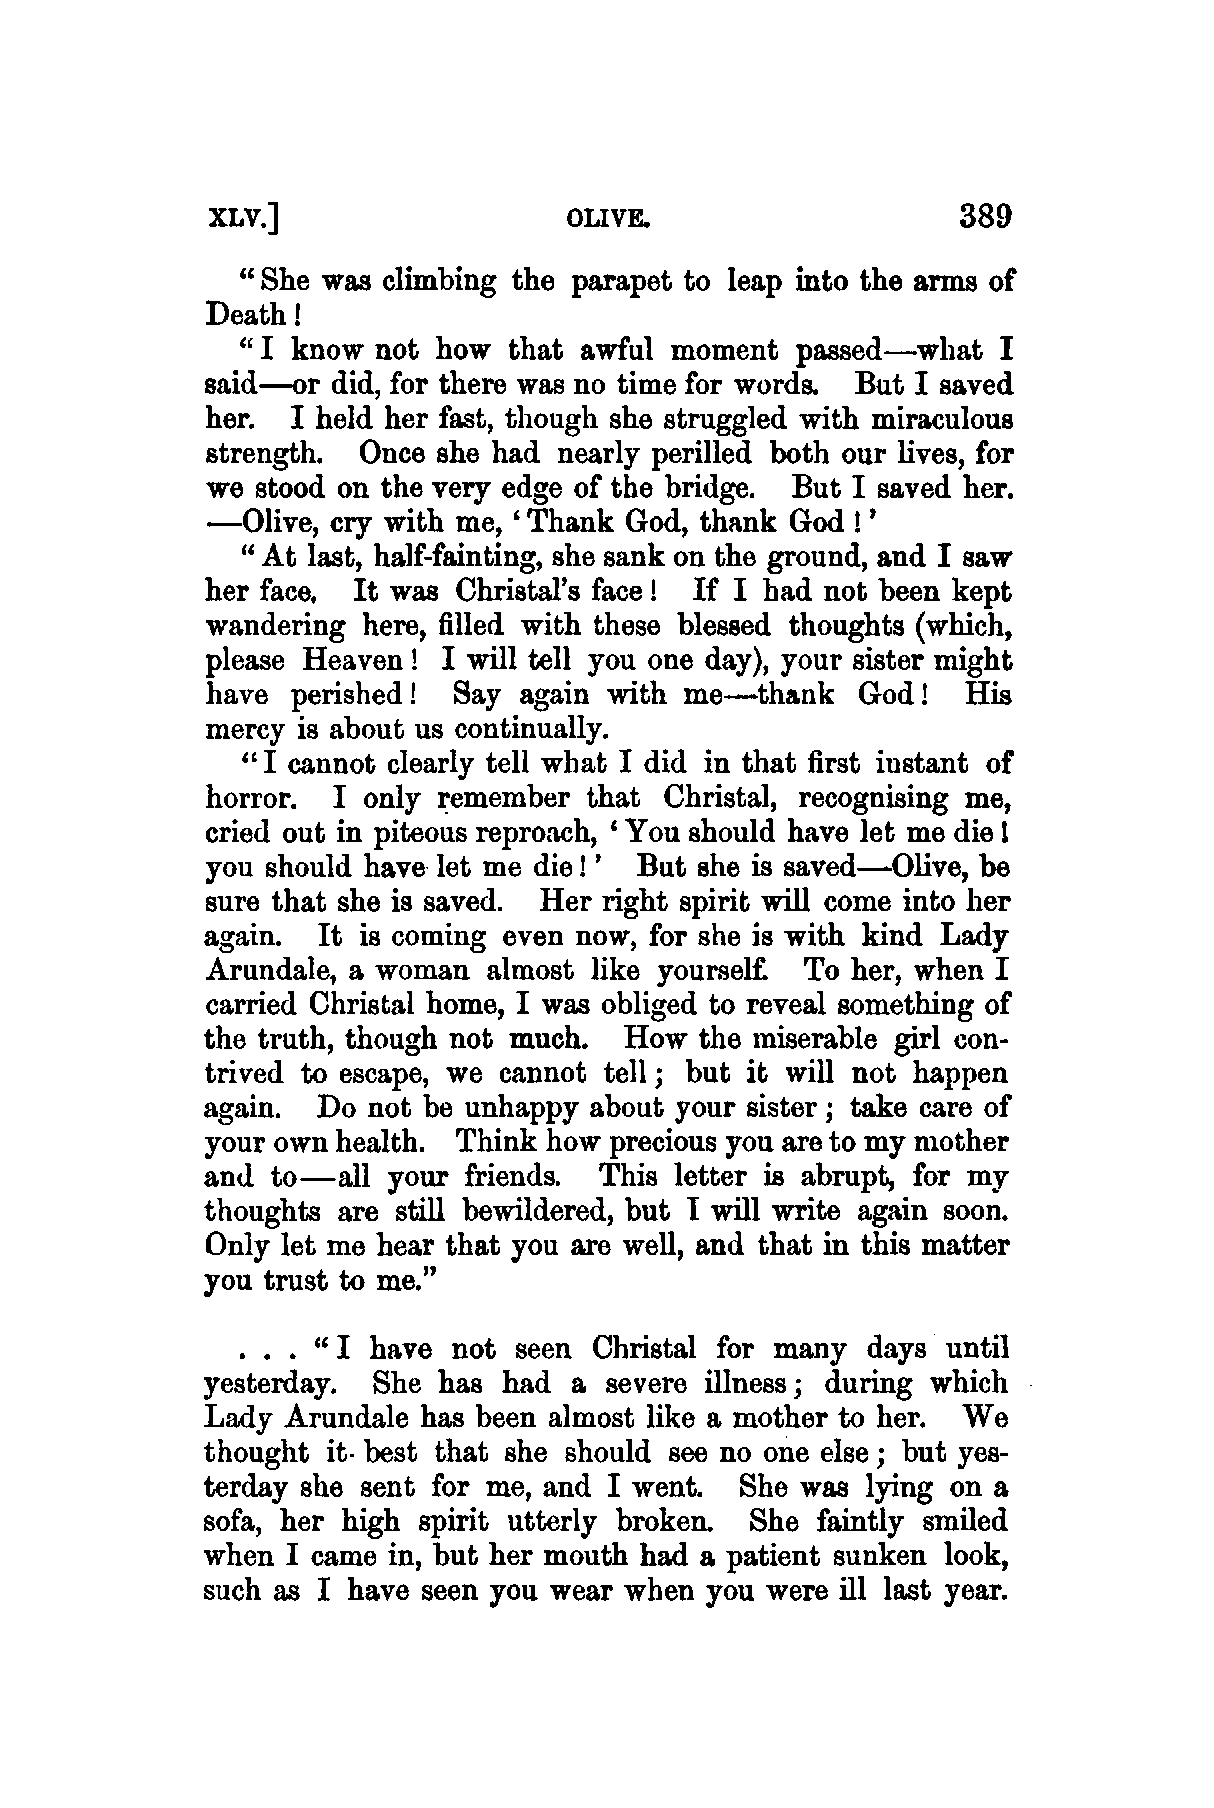 XLV.] OLIVE. 389
“She was climbing the parapet to leap into the arms of
Death!
“I know not how that awful moment passed—what I
said—or did, for there was no time for words. But I saved
her. I held her fast, though she struggled with miraculous
strength. Once she had nearly perilled both our lives, for
we stood on the very edge of the bridge. But I saved her.
—Olive, cry with me, ‘Thank God, thank God!’
“At last, half-fainting, she sank on the ground, and I saw
her face. It was Christal’s face! If I had not been kept
wandering here, filled with these blessed thoughts (which,
please Heaven! I will tell you one day), your sister might
have perished! Say again with me—thank God! His
mercy is about us continually.
“I cannot clearly tell what I did in that first iustant of
horror. I only remember that Christal, recognising me,
cried out in piteous reproach, ‘You should have let me die!
you should have let me die!’ But she is saved—Olive, be
sure that she is saved. Her right spirit will come into her
again. It is coming even now, for she is with kind Lady
Arundale, a woman almost like yourself. To her, when I
carried Christal home, I was obliged to reveal something of
the truth, though not much. How the miserable girl con-
trived to escape, we cannot tell; but it will not happen
again. Do not be unhappy about your sister; take care of
your own health. Think how precious you are to my mother
and to—all your friends. This letter is abrupt, for my
thoughts are still bewildered, but I will write again soon.
Only let me hear that you are well, and that in this matter
you trust to me.”
. . . “I have not seen Christal for many days until
yesterday. She has had a severe illness; during which
Lady Arundale has been almost like a mother to her. We
thought it best that she should see no one else; but yes-
terday she sent for me, and I went. She was lying on a
sofa, her high spirit utterly broken. She faintly smiled
when I came in, but her mouth had a patient sunken look,
such as I have seen you wear when you were ill last year.